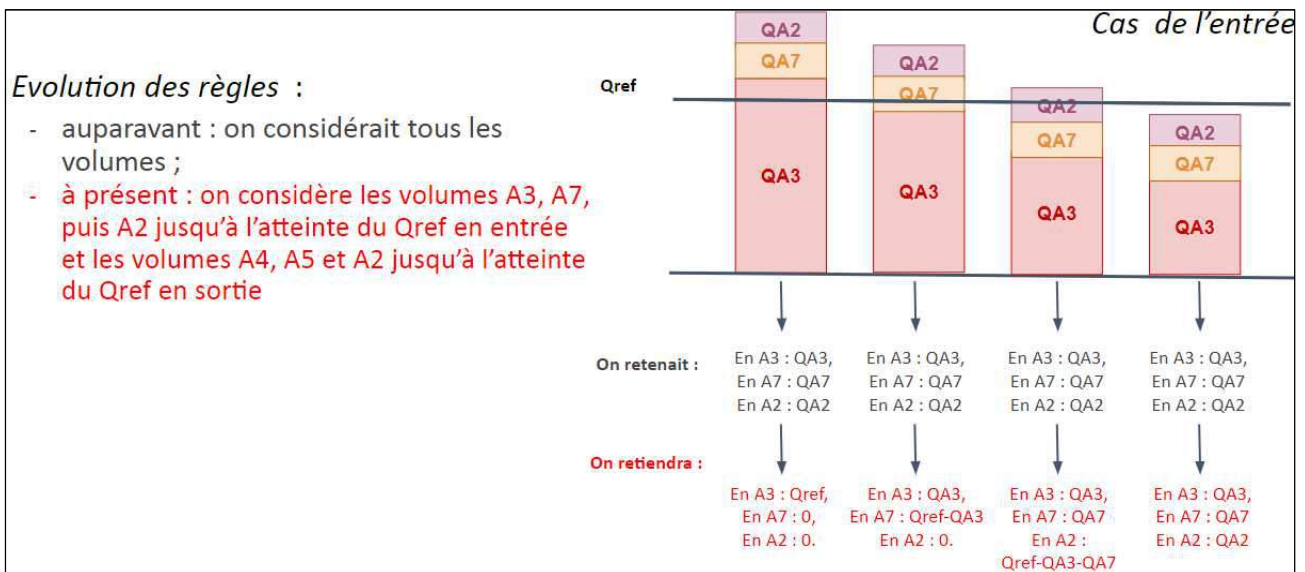 Cas de l'entrée
Evolution des règles :
- auparavant : on considérait tous les
volumes ;
- à présent : on considère les volumes A3, A7,
puis A2 jusqu'à l'atteinte du Qref en entrée
et les volumes A4, A5 et A2 jusqu'à l'atteinte
du Qref en sortie
Qref
QA2
QA7
QA3
QA2
QA7
QA3
QA2
QA7
QA3
QA2
QA7
QA3
On retenait :
En A3 : QA3,
En A7 : QA7
En A2 : QA2
En A3 : QA3,
En A7 : QA7
En A2 : QA2
En A3 : QA3,
En A7 : QA7
En A2 : QA2
En A3 : QA3,
En A7 : QA7
En A2 : QA2
On retiendra :
En A3 : Qref,
En A7 : 0,
En A2 : 0.
En A3 : QA3,
En A7 : Qref-QA3
En A2 : 0.
En A3 : QA3,
En A7 : QA7
En A2 :
Qref-QA3-QA7
En A3 : QA3,
En A7 : QA7
En A2 : QA2